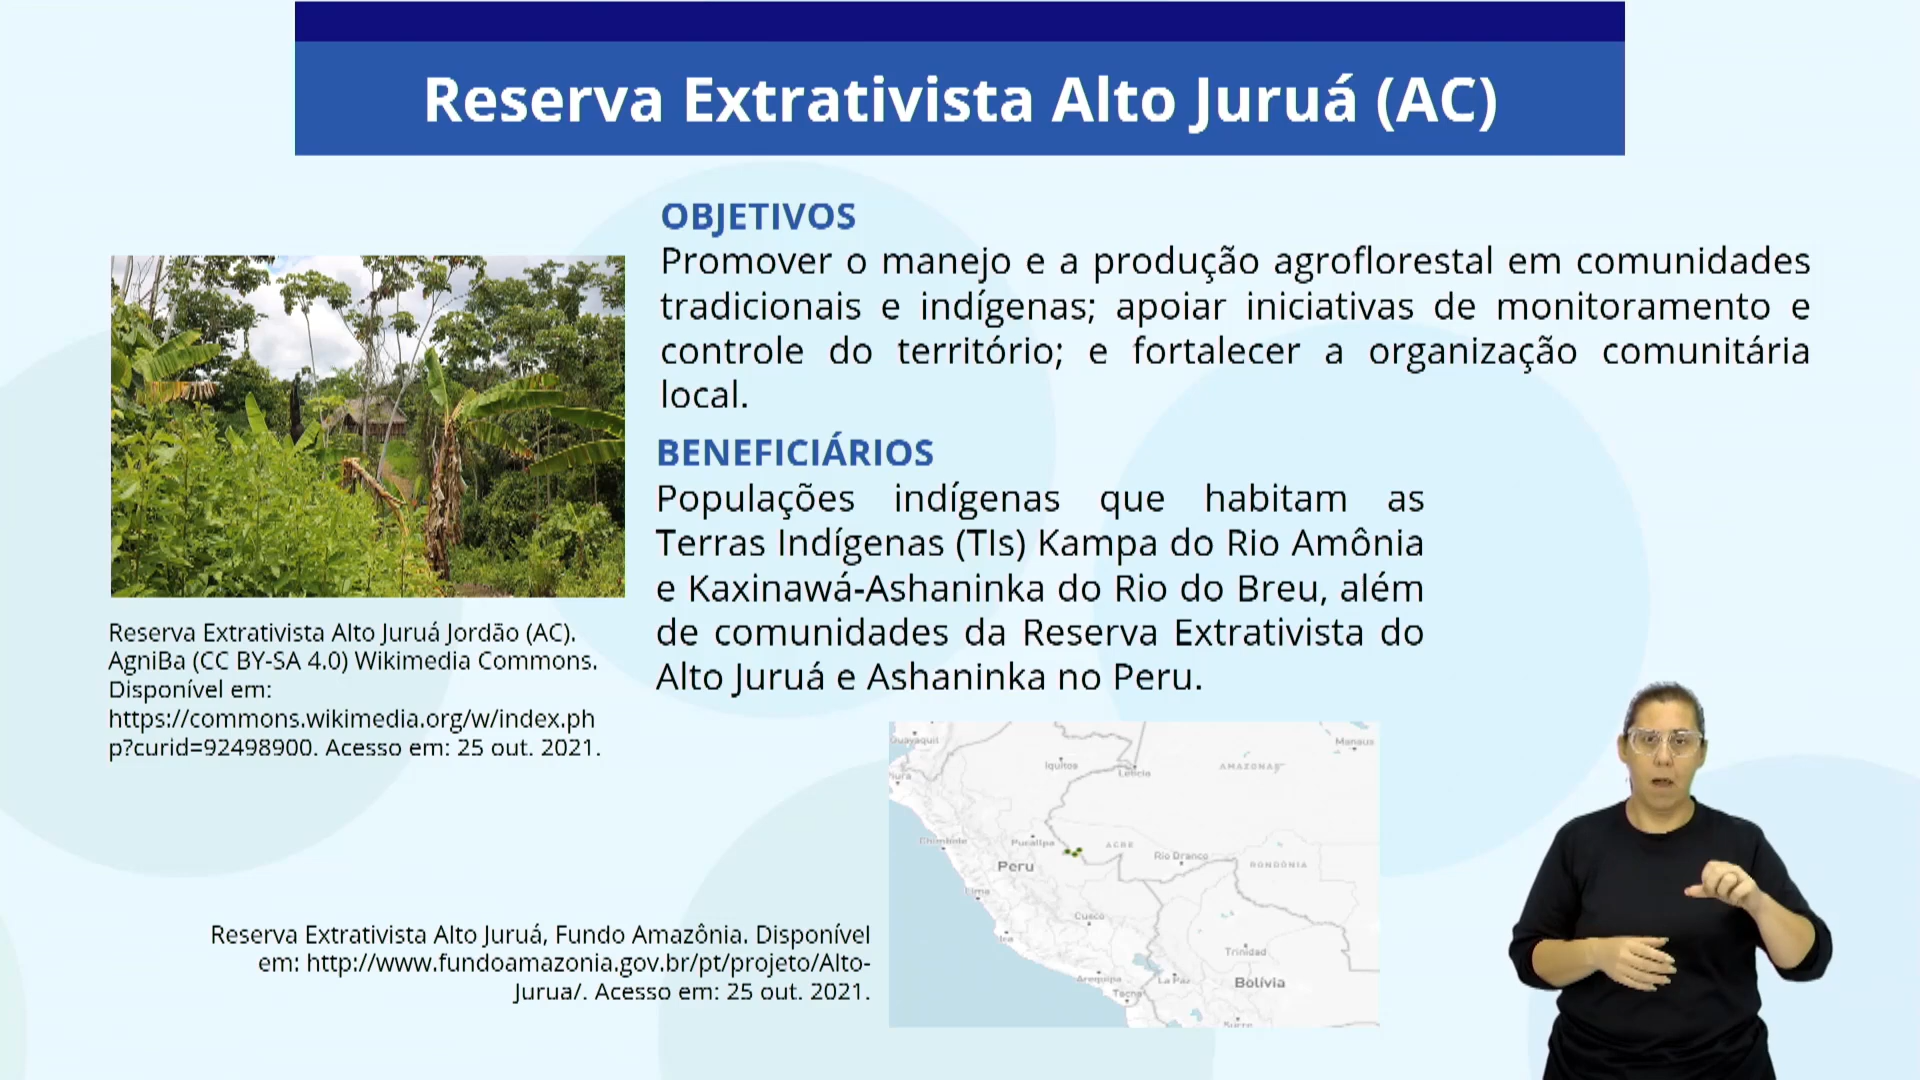 Reserva Extrativista Alto Juruá (AC)
OBJETIVOS
Promover o manejo e a produção agroflorestal em comunidades
tradicionais e indígenas; apoiar iniciativas de monitoramento e
controle do território; e fortalecer a organização comunitária
local.
BENEFICIÁRIOS
Populações indígenas que habitam as
Terras Indígenas (TIs) Kampa do Rio Amônia
e Kaxinawá-Ashaninka do Rio do Breu, além
de comunidades da Reserva Extrativista do
Alto Juruá e Ashaninka no Peru.
Reserva Extrativista Alto Juruá Jordão (AC).
AgniBa (CC BY-SA 4.0) Wikimedia Commons.
Disponível em:
https://commons.wikimedia.org/w/index.ph
p?curid=92498900. Acesso em: 25 out. 2021.
Reserva Extrativista Alto Juruá, Fundo Amazônia. Disponível
em: http://www.fundoamazonia.gov.br/pt/projeto/Alto-
Jurua/. Acesso em: 25 out. 2021.
Guayaquil
Manaus
Iquitos
Leticia
AMAZONAS
Piura
Chimbote
Pucallpa
ACRE
Rio Branco
RONDÔNIA
Peru
Lima
Cusco
Ica
Trinidad
Arequipa
La Paz
Bolívia
Tacna
Sucre